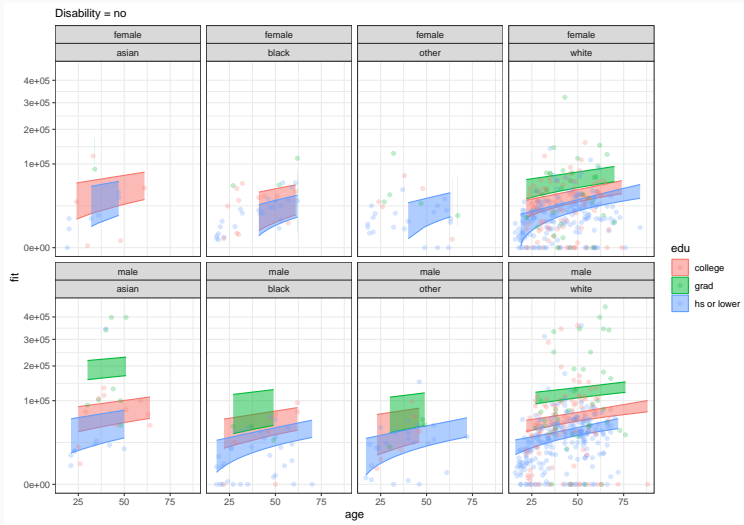 Disability = no
female female female female
asian black other white
4e+05
3e+05
2e+05
1e+05
0e+00
fit
male male male male
asian black other white
4e+05
3e+05
2e+05
1e+05
0e+00
25 50 75 25 50 75 25 50 75 25 50 75
age
edu
college
grad
hs or lower